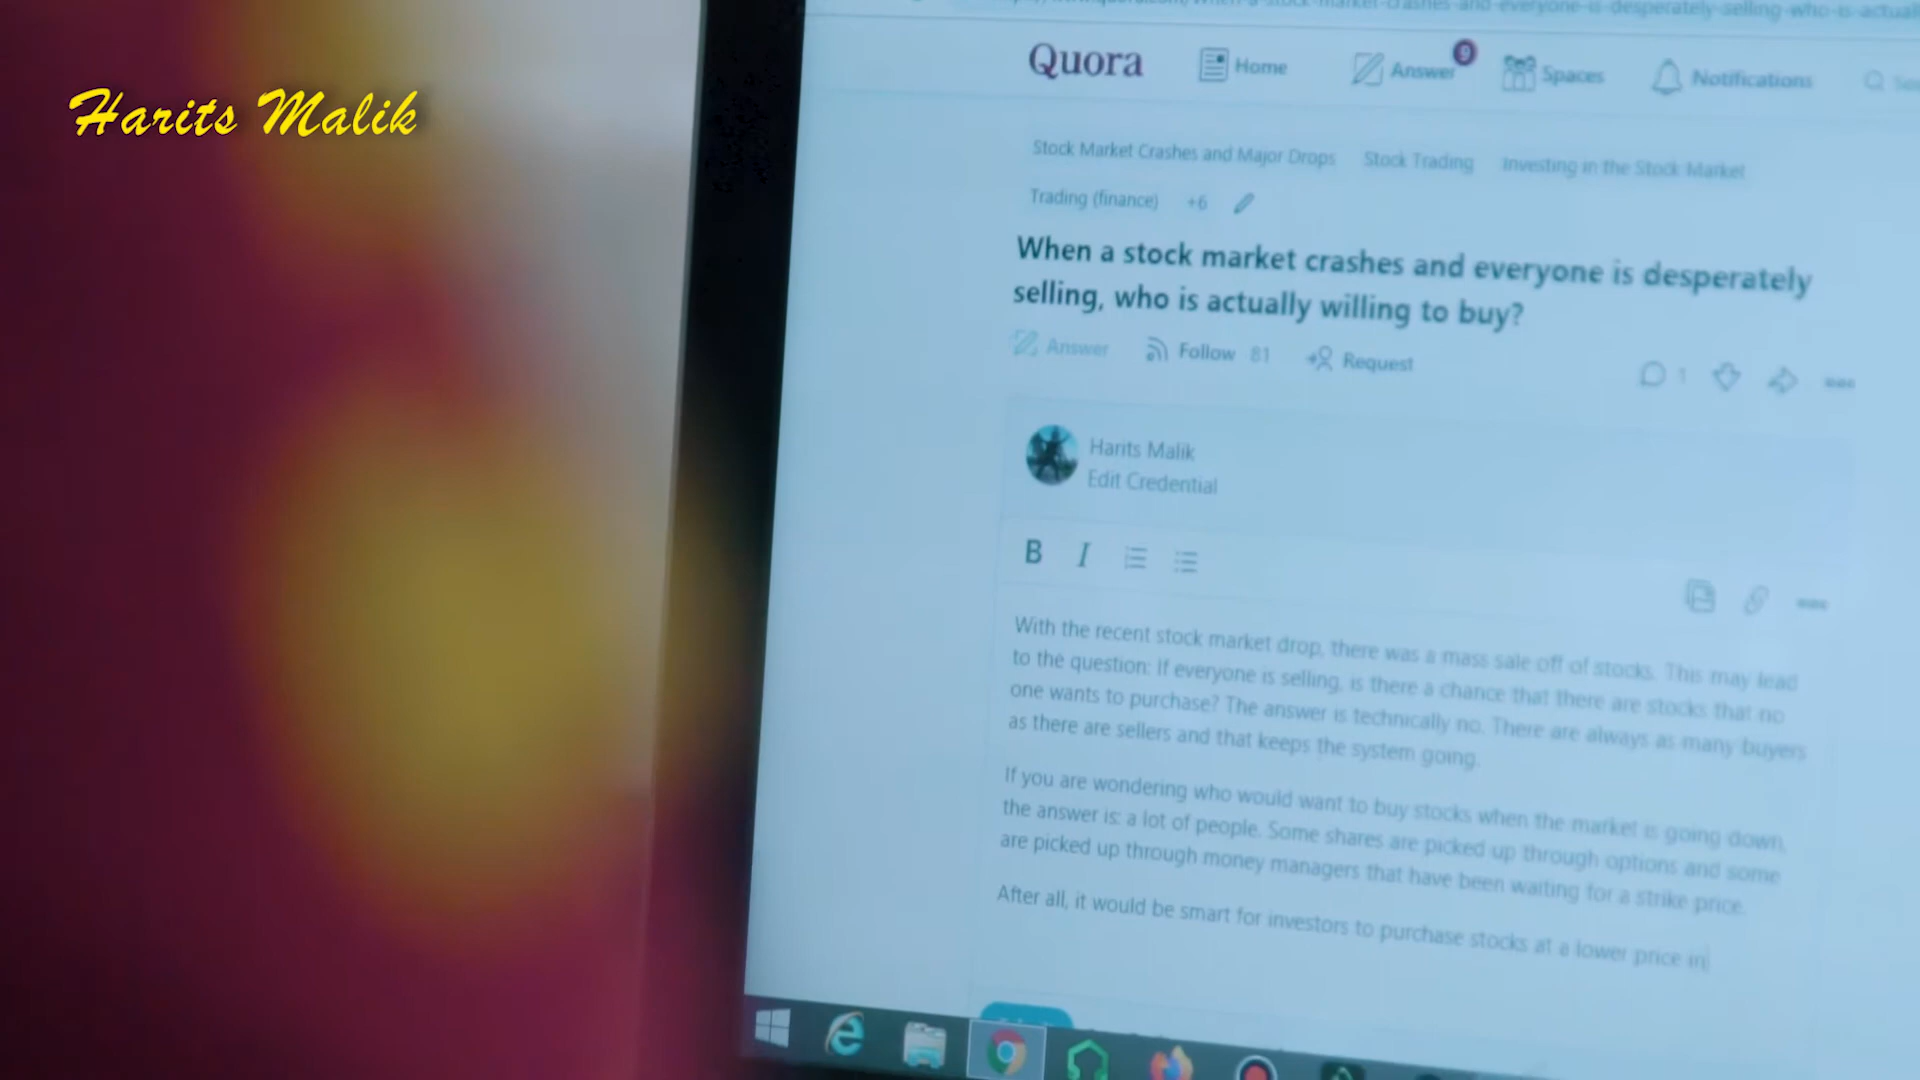 Harits Malik
Quora Home Answer 9 Spaces Notifications
Stock Market Crashes and Major Drops Stock Trading Investing in the Stock Market
Trading (finance) +6
When a stock market crashes and everyone is desperately
selling, who is actually willing to buy?
Answer Follow 81 Request 1
Harits Malik
Edit Credential
B I
With the recent stock market drop, there was a mass sale off of stocks. This may lead
to the question: If everyone is selling, is there a chance that there are stocks that no
one wants to purchase? The answer is technically no. There are always as many buyers
as there are sellers and that keeps the system going.
If you are wondering who would want to buy stocks when the market is going down,
the answer is: a lot of people. Some shares are picked up through options and some
are picked up through money managers that have been waiting for a strike price.
After all, it would be smart for investors to purchase stocks at a lower price in